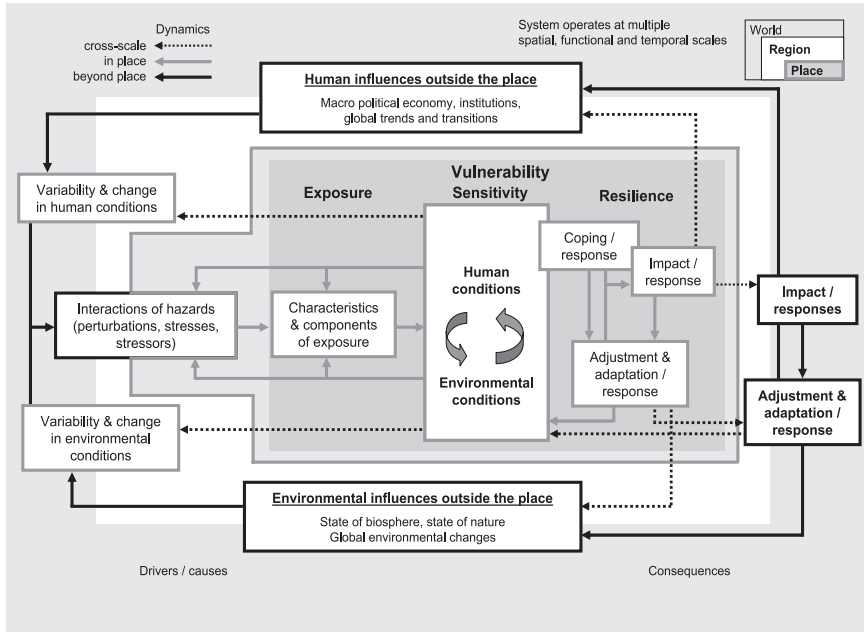 Dynamics
cross-scale
in place
beyond place
System operates at multiple
spatial, functional and temporal scales
World
Region
Place
Human influences outside the place
Macro political economy, institutions,
global trends and transitions
Variability & change
in human conditions
Vulnerability
Exposure
Sensitivity
Resilience
Coping /
response
Impact /
response
Human
conditions
Interactions of hazards
(perturbations, stresses,
stressors)
Characteristics
& components
of exposure
Impact /
responses
Adjustment &
adaptation /
response
Environmental
conditions
Adjustment &
adaptation /
response
Variability & change
in environmental
conditions
Environmental influences outside the place
State of biosphere, state of nature
Global environmental changes
Drivers / causes
Consequences